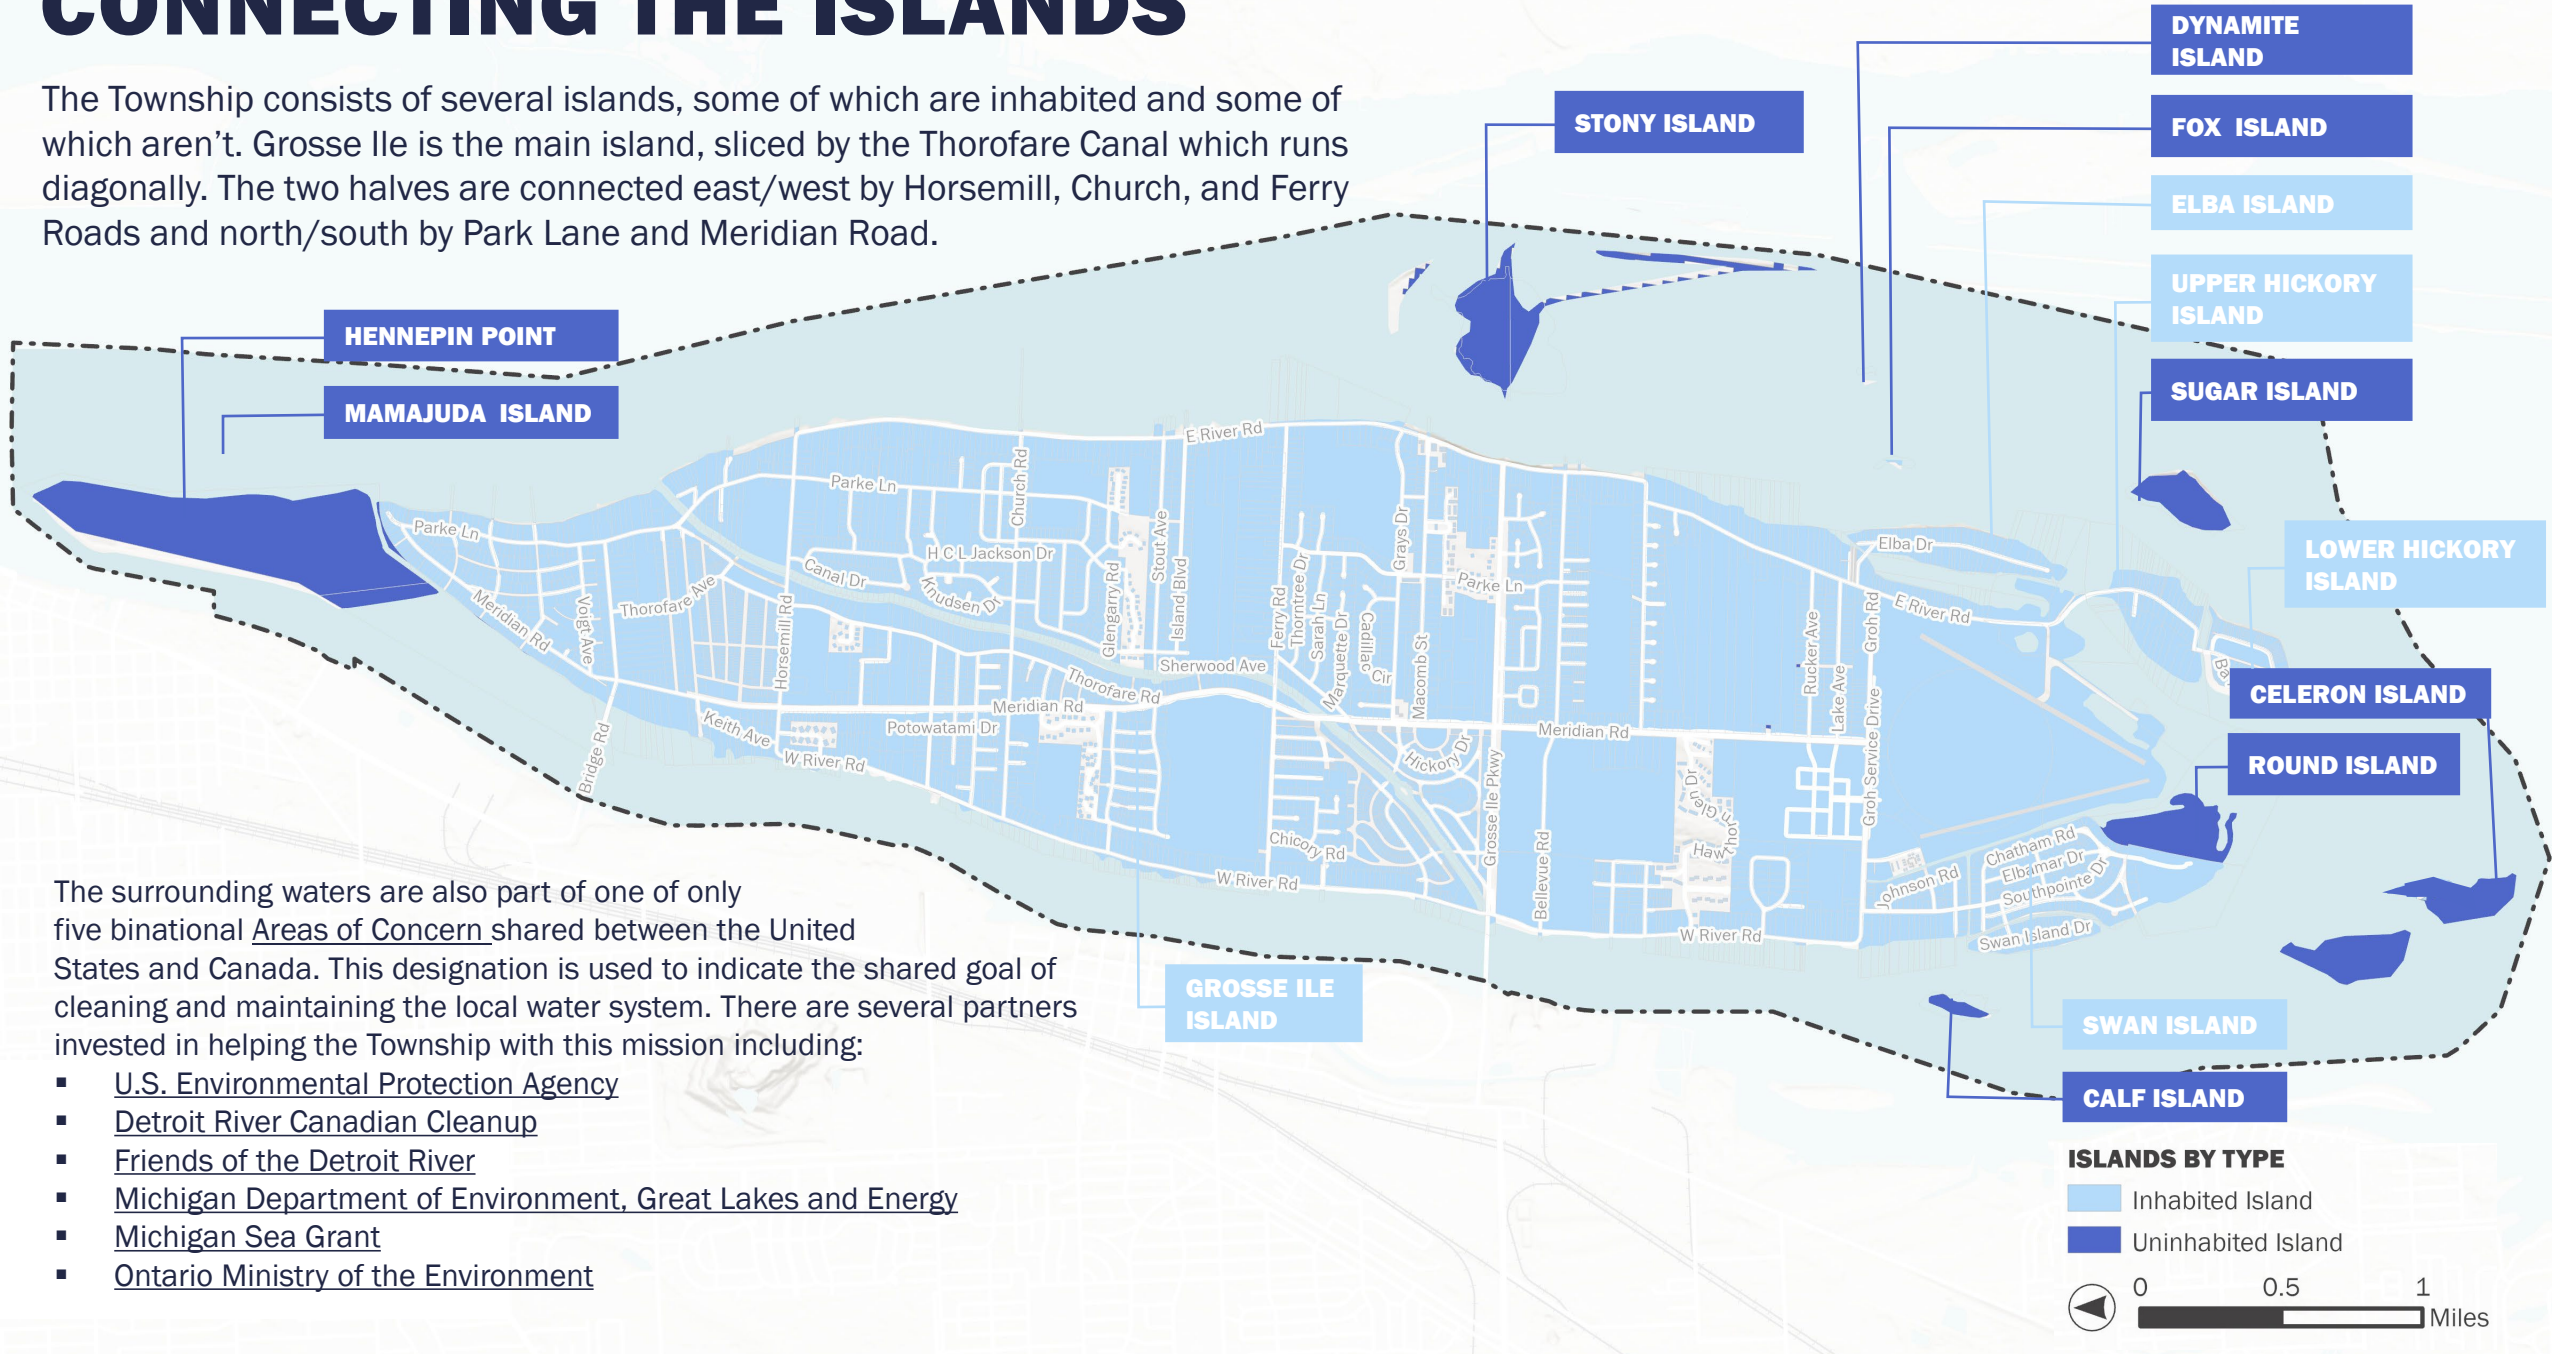 CONNECTING THE ISLANDS
The Township consists of several islands, some of which are inhabited and some of
which aren't. Grosse Ile is the main island, sliced by the Thorofare Canal which runs
diagonally. The two halves are connected east/west by Horsemill, Church, and Ferry
Roads and north/south by Park Lane and Meridian Road.
DYNAMITE
ISLAND
STONY ISLAND
FOX ISLAND
ELBA ISLAND
UPPER HICKORY
ISLAND
SUGAR ISLAND
HENNEPIN POINT
MAMAJUDA ISLAND
LOWER HICKORY
ISLAND
CELERON ISLAND
ROUND ISLAND
E River Rd
Parke Ln
Church Rd
Parke Ln
H C L Jackson Dr
Stout Ave
Grays Dr
Elba Dr
Canal Dr
Knudsen Dr
Glengarry Rd
Island Blvd
Ferry Rd
Thorntree Dr
Sarah Ln
Marquette Dr
Cadillac Cir
Macomb St
Parke Ln
Thorofare Ave
Voigt Ave
Meridian Rd
Horsemill Rd
Rucker Ave
Groh Rd
E River Rd
Lake Ave
Sherwood Ave
Thorofare Rd
Meridian Rd
Potowatami Dr
Keith Ave
W River Rd
Bridge Rd
Meridian Rd
Hickory Dr
Grosse Ile Pkwy
Groh Service Drive
Chicory Rd
W River Rd
Bellevue Rd
W River Rd
Johnson Rd
Chatham Rd
Elbamar Dr
Southpointe Dr
Swan Island Dr
The surrounding waters are also part of one of only
five binational Areas of Concern shared between the United
States and Canada. This designation is used to indicate the shared goal of
cleaning and maintaining the local water system. There are several partners
invested in helping the Township with this mission including:
▪ U.S. Environmental Protection Agency
▪ Detroit River Canadian Cleanup
▪ Friends of the Detroit River
▪ Michigan Department of Environment, Great Lakes and Energy
▪ Michigan Sea Grant
▪ Ontario Ministry of the Environment
GROSSE ILE
ISLAND
SWAN ISLAND
CALF ISLAND
ISLANDS BY TYPE
Inhabited Island
Uninhabited Island
0 0.5 1
Miles